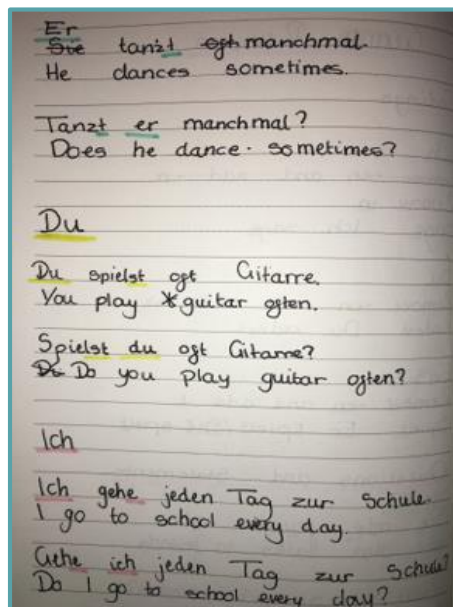 Er
Sie tanzt oft manchmal.
He dances sometimes.
Tanzt er manchmal?
Does he dance. sometimes?
Du
Du spielst oft Gitarre.
You play * guitar often.
Spielst du oft Gitarre?
Do Do you play guitar often?
Ich
Ich gehe jeden Tag zur Schule.
I go to school every day.
Gehe ich jeden Tag zur Schule?
Do I go to school every day?